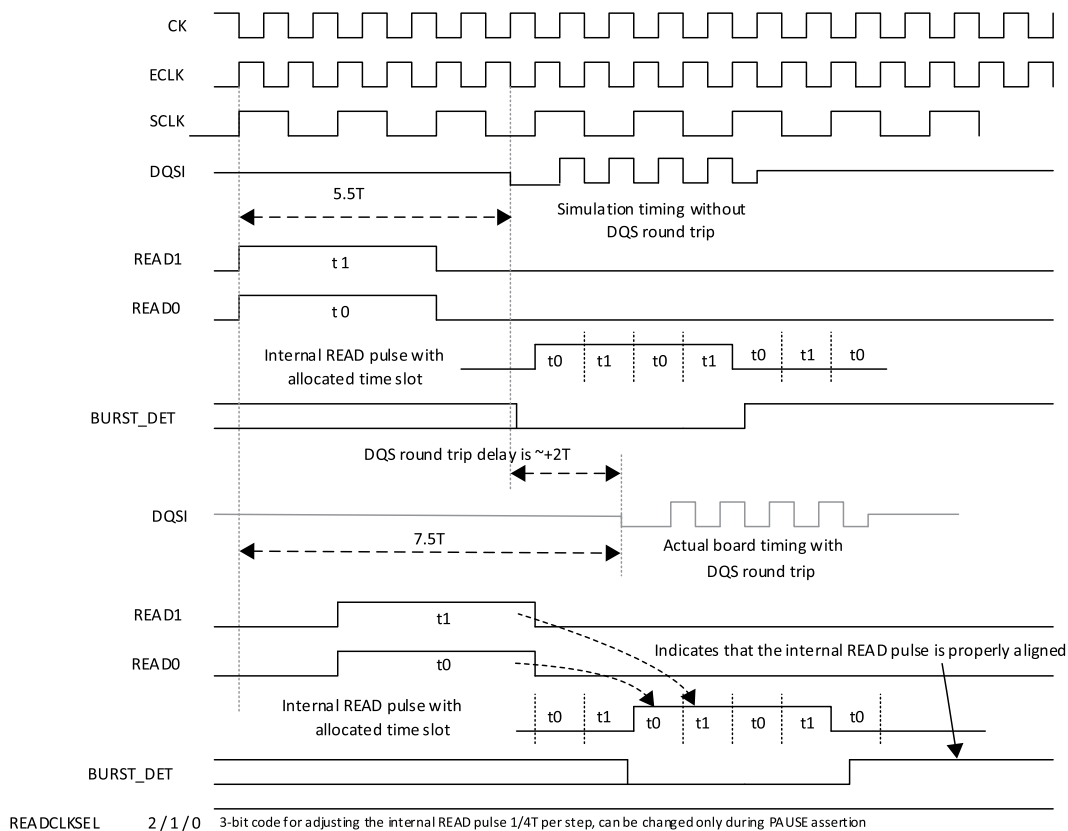 CK
ECLK
SCLK
DQSI
5.5T
Simulation timing without
DQS round trip
READ1
t 1
READ0
t 0
Internal READ pulse with
allocated time slot
t0 t1 t0 t1 t0 t1 t0
BURST_DET
DQS round trip delay is ~+2T
DQSI
7.5T
Actual board timing with
DQS round trip
READ1
t1
READ0
t0
Indicates that the internal READ pulse is properly aligned
Internal READ pulse with
allocated time slot
t0 t1 t0 t1 t0 t1 t0
BURST_DET
READCLKSEL 2 / 1 / 0 3-bit code for adjusting the internal READ pulse 1/4T per step, can be changed only during PAUSE assertion